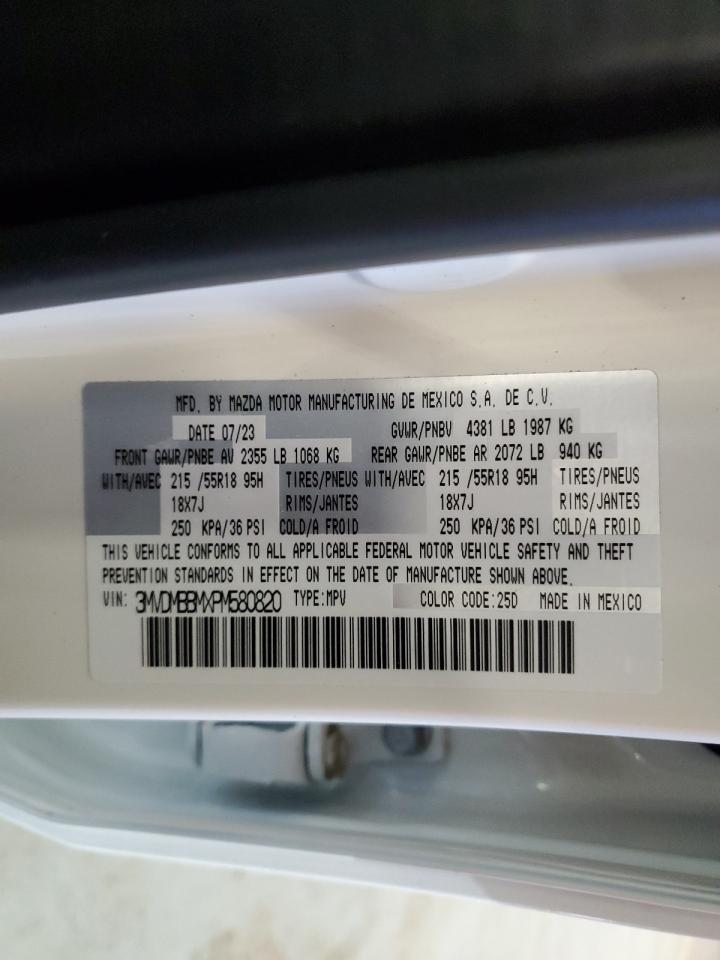 MFD. BY MAZDA MOTOR MANUFACTURING DE MEXICO S.A. DE C.V.
DATE 07/23 GVWR/PNBV 4381 LB 1987 KG
FRONT GAWR/PNBE AV 2355 LB 1068 KG REAR GAWR/PNBE AR 2072 LB 940 KG
WITH/AVEC 215 /55R18 95H TIRES/PNEUS WITH/AVEC 215 /55R18 95H TIRES/PNEUS
18X7J RIMS/JANTES 18X7J RIMS/JANTES
250 KPA/36 PSI COLD/A FROID 250 KPA/36 PSI COLD/A FROID
THIS VEHICLE CONFORMS TO ALL APPLICABLE FEDERAL MOTOR VEHICLE SAFETY AND THEFT
PREVENTION STANDARDS IN EFFECT ON THE DATE OF MANUFACTURE SHOWN ABOVE.
VIN: 3MVDMBBMXPM580820 TYPE:MPV COLOR CODE:25D MADE IN MEXICO